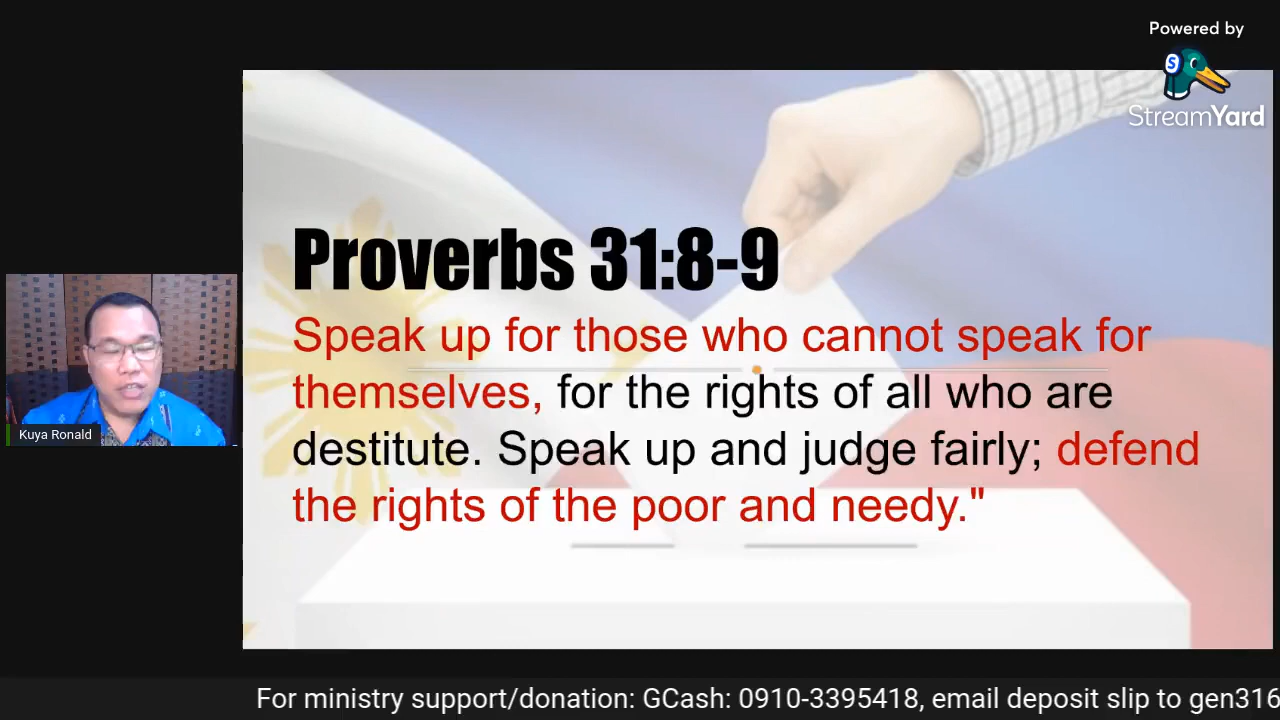 Powered by
StreamYard
Proverbs 31:8-9
Speak up for those who cannot speak for
themselves, for the rights of all who are
destitute. Speak up and judge fairly; defend
the rights of the poor and needy."
Kuya Ronald
For ministry support/donation: GCash: 0910-3395418, email deposit slip to gen316